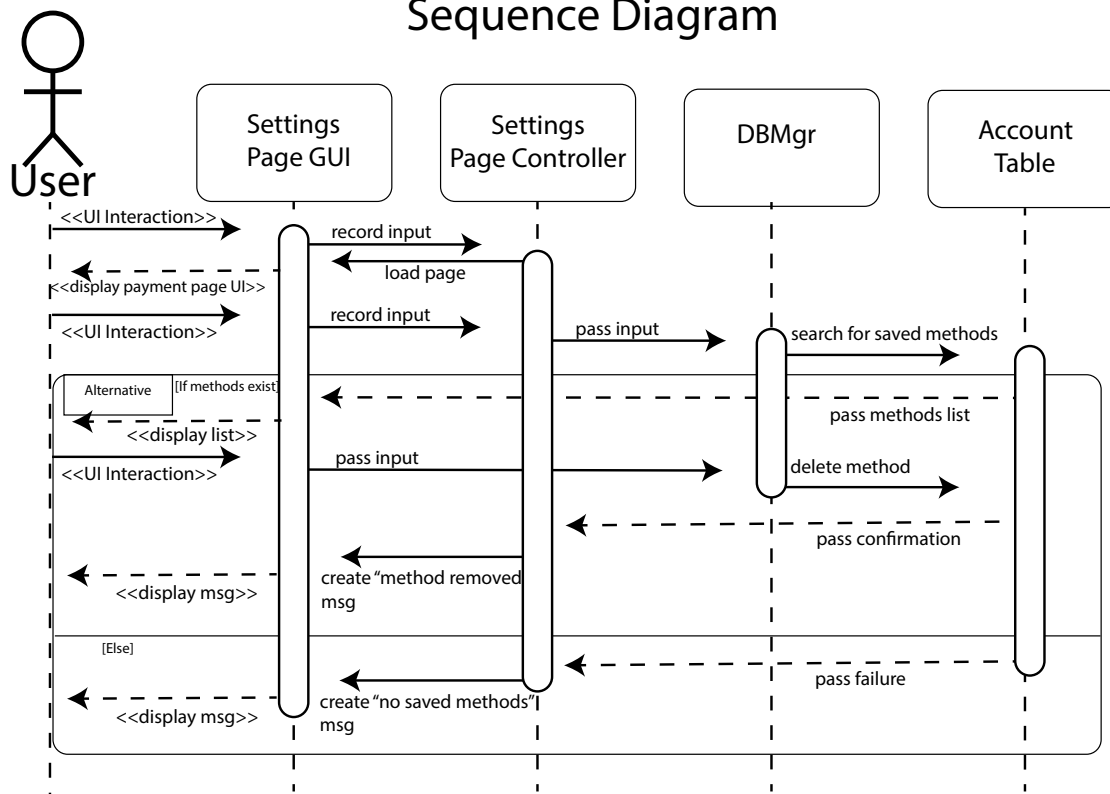 Sequence Diagram
User
Settings
Page GUI
Settings
Page Controller
DBMgr
Account
Table
<<UI Interaction>>
record input
load page
<<display payment page UI>>
<<UI Interaction>>
record input
pass input
search for saved methods
Alternative
[If methods exist]
pass methods list
<<display list>>
<<UI Interaction>>
pass input
delete method
pass confirmation
create “method removed
msg
<<display msg>>
[Else]
pass failure
create “no saved methods”
msg
<<display msg>>